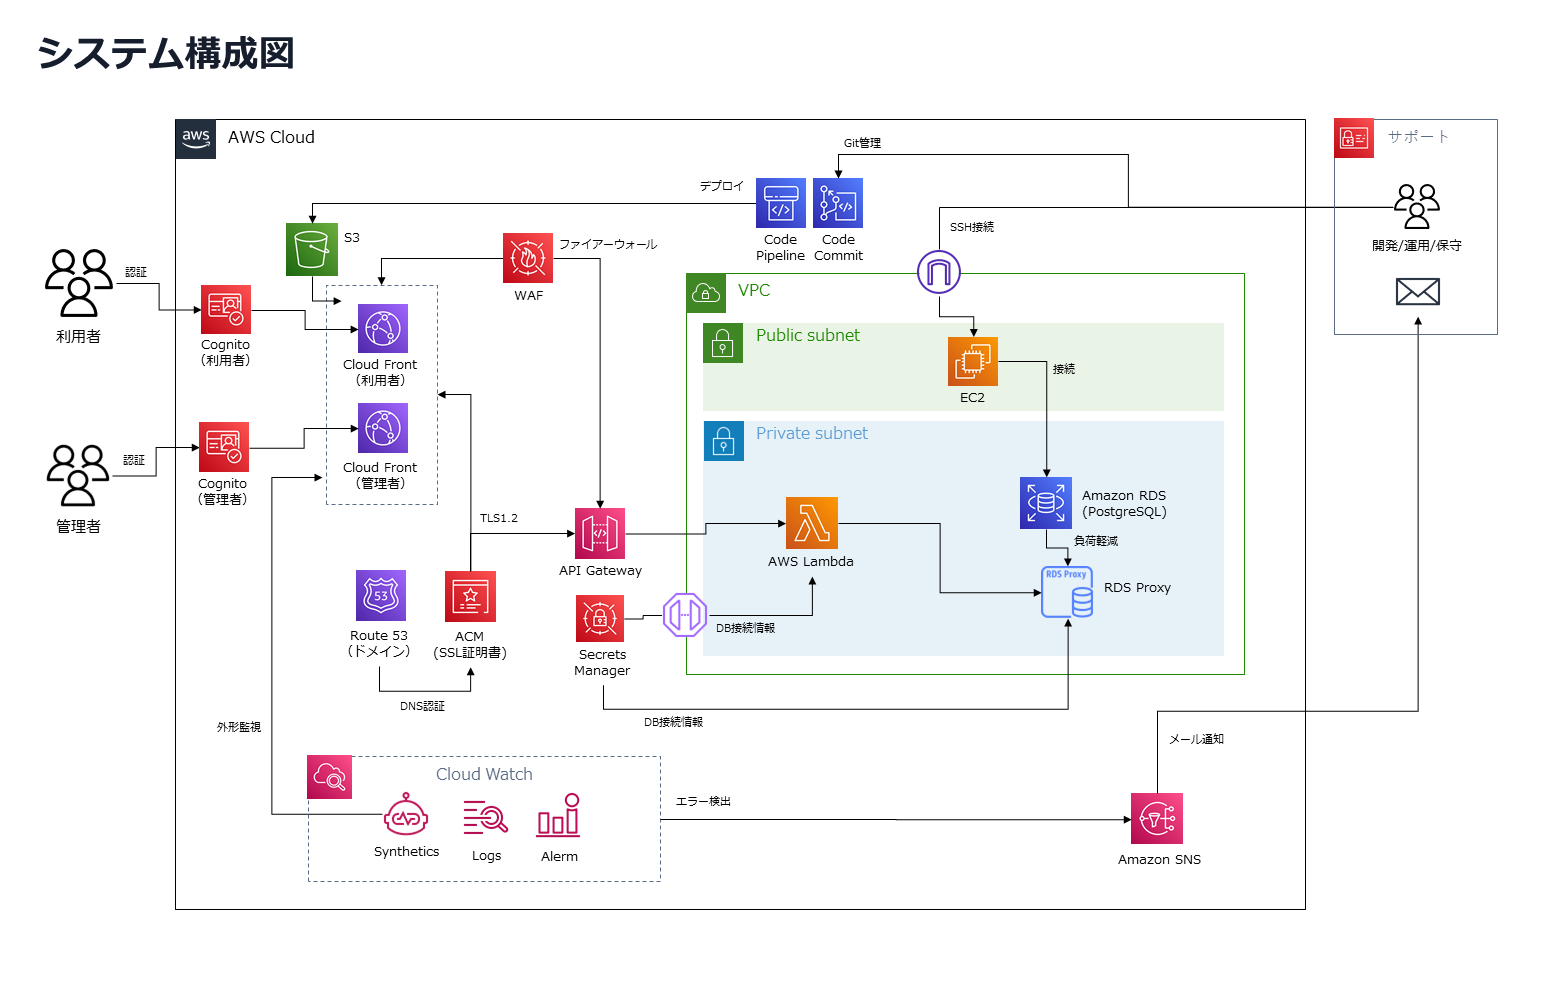 システム構成図
aws
AWS Cloud
サポート
Git管理
デプロイ
Code
Pipeline
Code
Commit
SSH接続
開発/運用/保守
S3
ファイアーウォール
WAF
認証
利用者
Cognito
（利用者）
Cloud Front
（利用者）
VPC
Public subnet
EC2
接続
認証
管理者
Cognito
（管理者）
Cloud Front
（管理者）
Private subnet
Amazon RDS
(PostgreSQL)
負荷軽減
TLS1.2
API Gateway
AWS Lambda
RDS Proxy
RDS Proxy
53
Route 53
（ドメイン）
ACM
(SSL証明書)
DNS認証
Secrets
Manager
DB接続情報
DB接続情報
外形監視
メール通知
Cloud Watch
Synthetics
Logs
Alerm
エラー検出
Amazon SNS